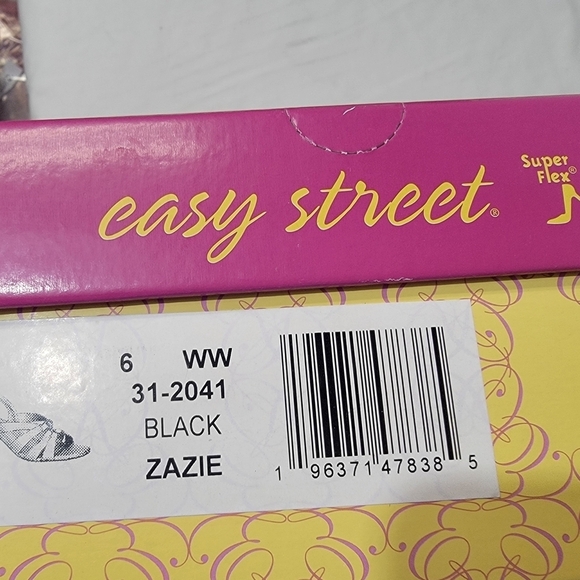 easy street®
Super
Flex®
6 WW
31-2041
BLACK
ZAZIE
1 96371 47838 5